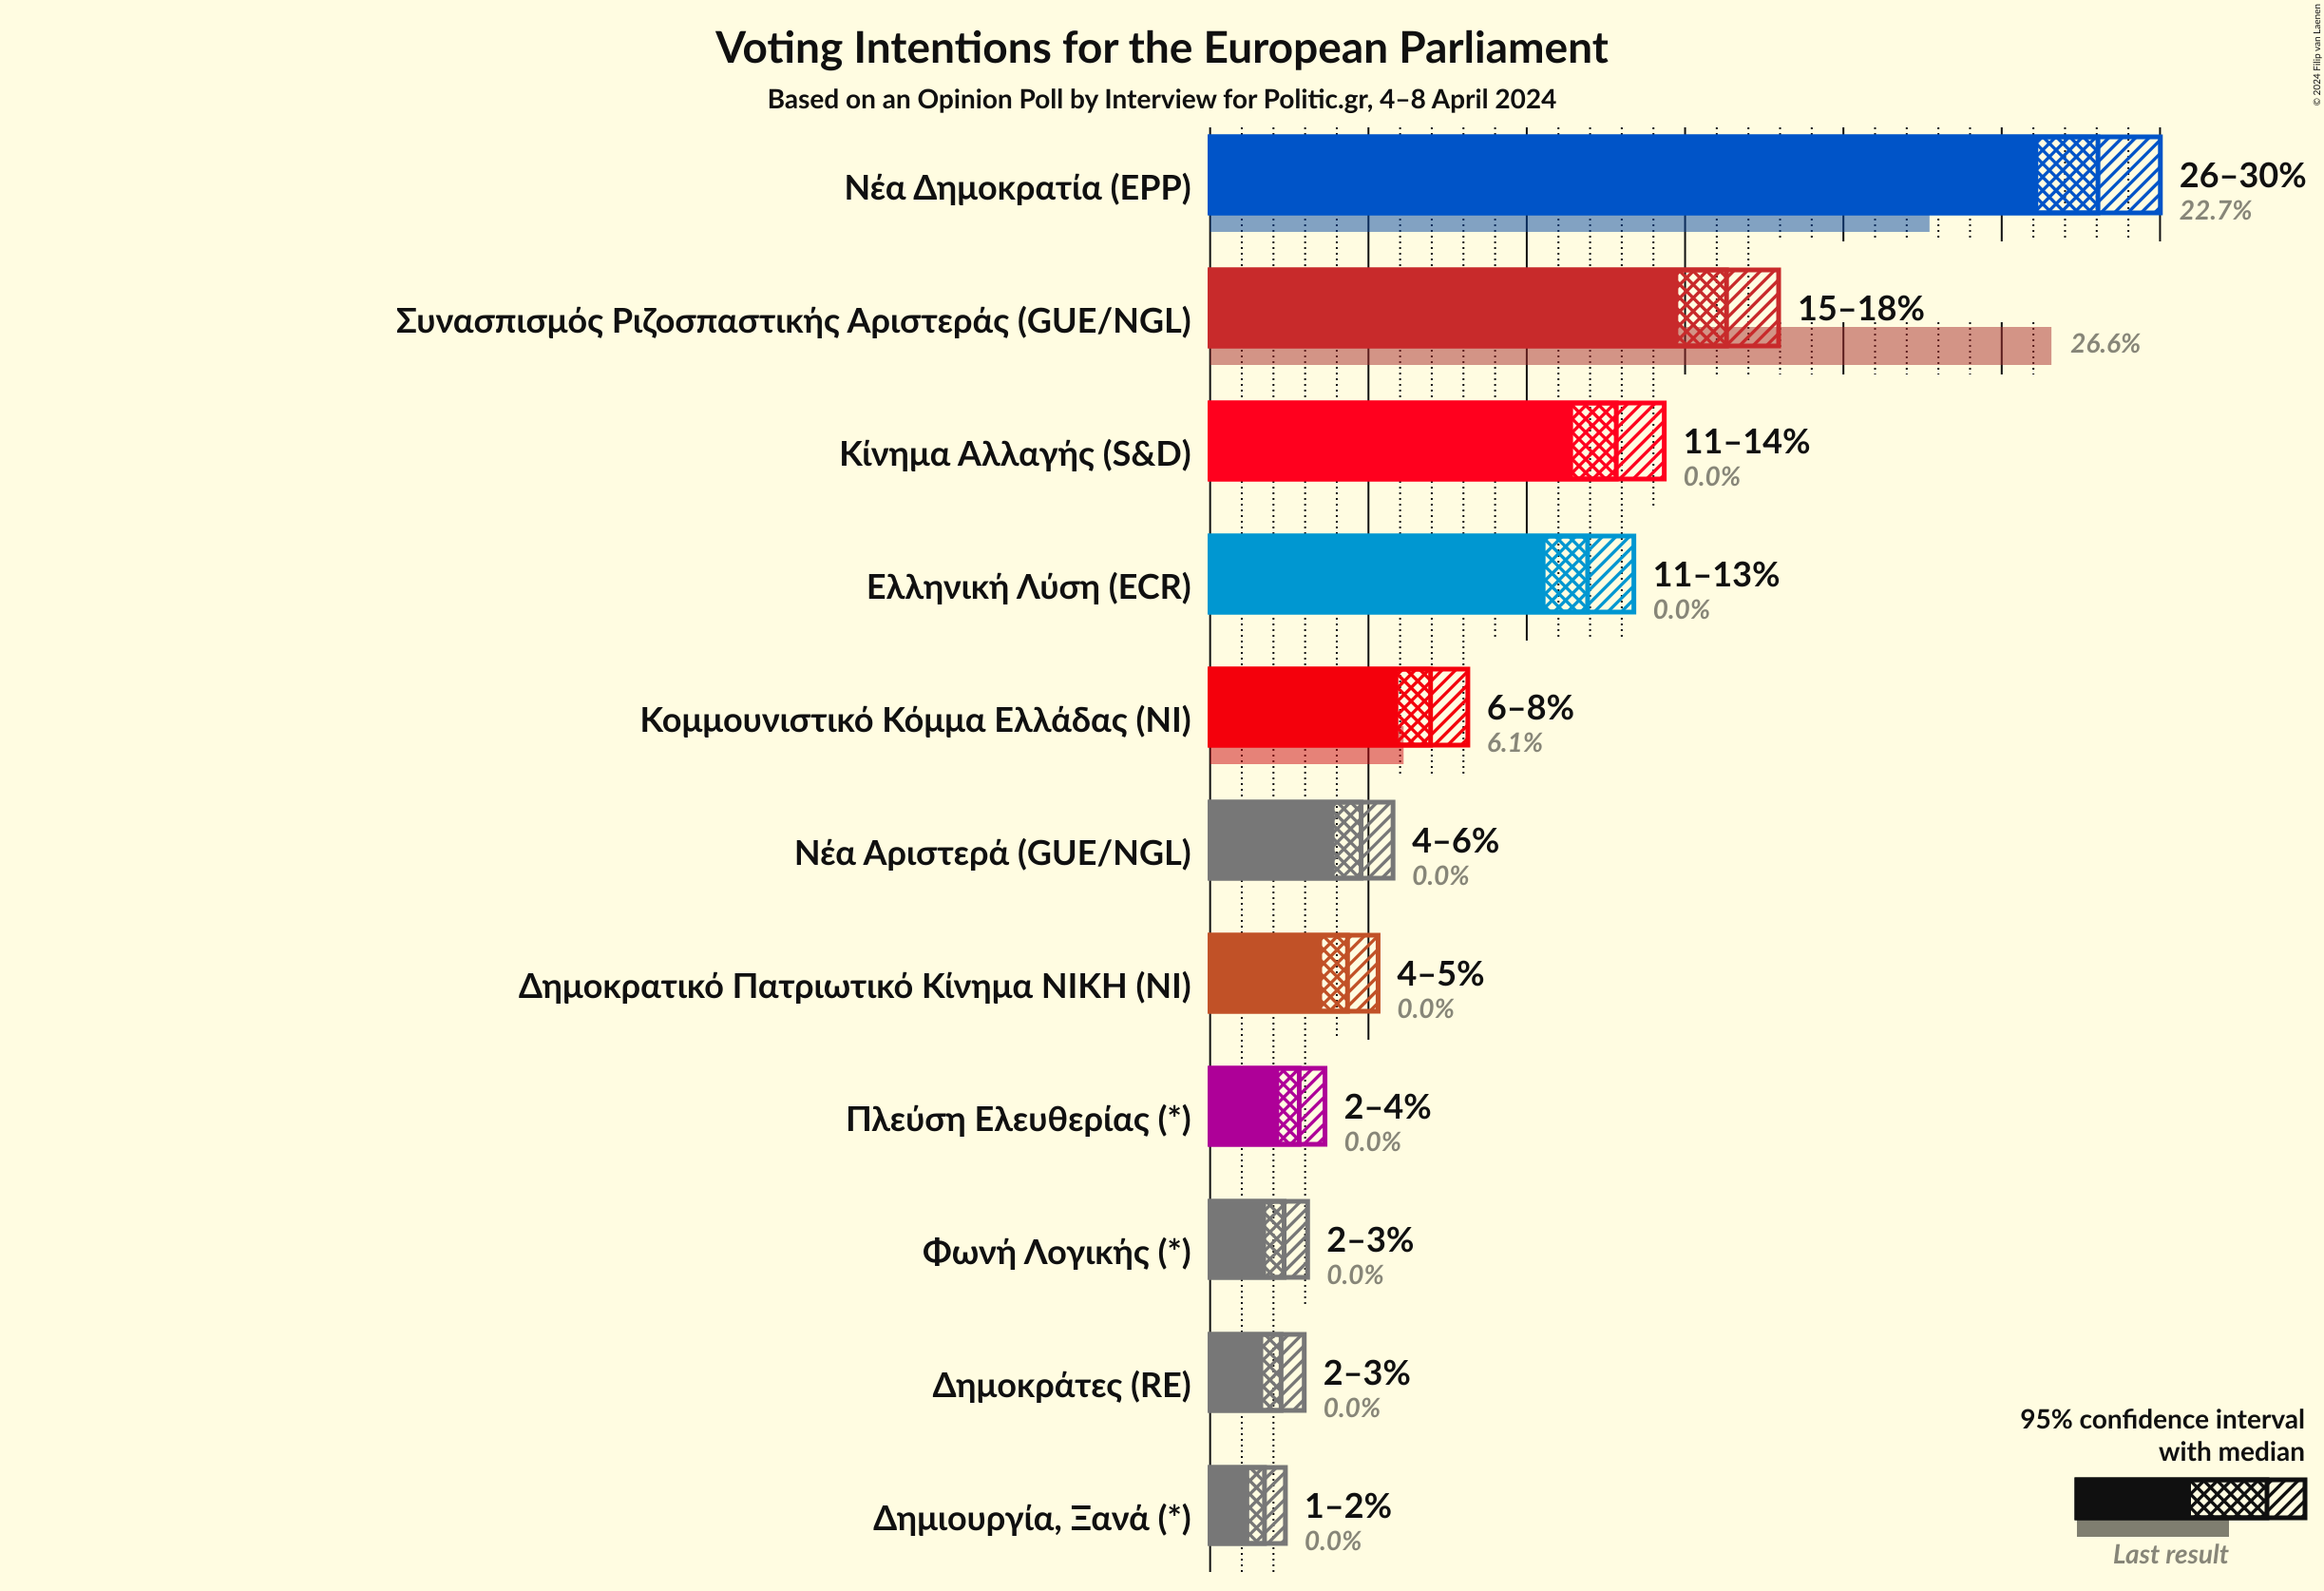 Voting Intentions for the European Parliament
Based on an Opinion Poll by Interview for Politic.gr, 4–8 April 2024
© 2024 Filip van Laenen
Νέα Δημοκρατία (EPP)
26–30%
22.7%
Συνασπισμός Ριζοσπαστικής Αριστεράς (GUE/NGL)
15–18%
26.6%
Κίνημα Αλλαγής (S&D)
11–14%
0.0%
Ελληνική Λύση (ECR)
11–13%
0.0%
Κομμουνιστικό Κόμμα Ελλάδας (NI)
6–8%
6.1%
Νέα Αριστερά (GUE/NGL)
4–6%
0.0%
Δημοκρατικό Πατριωτικό Κίνημα ΝΙΚΗ (NI)
4–5%
0.0%
Πλεύση Ελευθερίας (*)
2–4%
0.0%
Φωνή Λογικής (*)
2–3%
0.0%
Δημοκράτες (RE)
2–3%
0.0%
Δημιουργία, Ξανά (*)
1–2%
0.0%
95% confidence interval
with median
Last result